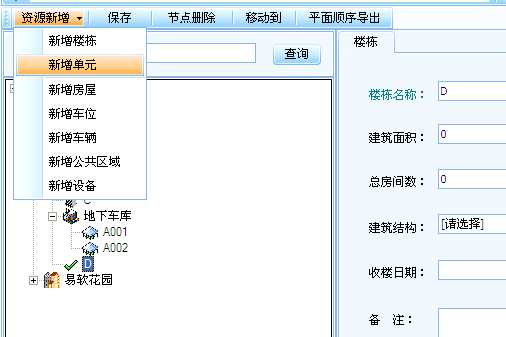 资源新增 保存 节点删除 移动到 平面顺序导出
新增楼栋
新增单元
新增房屋
新增车位
新增车辆
新增公共区域
新增设备
查询
C
地下车库
A001
A002
D
易软花园
楼栋
楼栋名称： D
建筑面积： 0
总房间数： 0
建筑结构： [请选择]
收楼日期：
备 注：